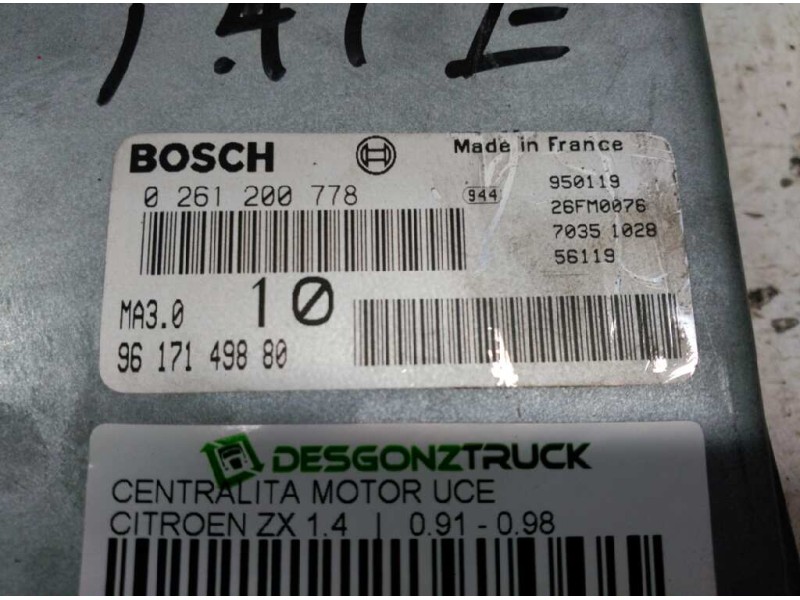 1.4I E
BOSCH
Made in France
0 261 200 778
944
950119
26FM0076
7035 1028
56119
MA3.0
10
96 171 498 80
DESGONZTRUCK
CENTRALITA MOTOR UCE
CITROEN ZX 1.4 | 0.91 - 0.98